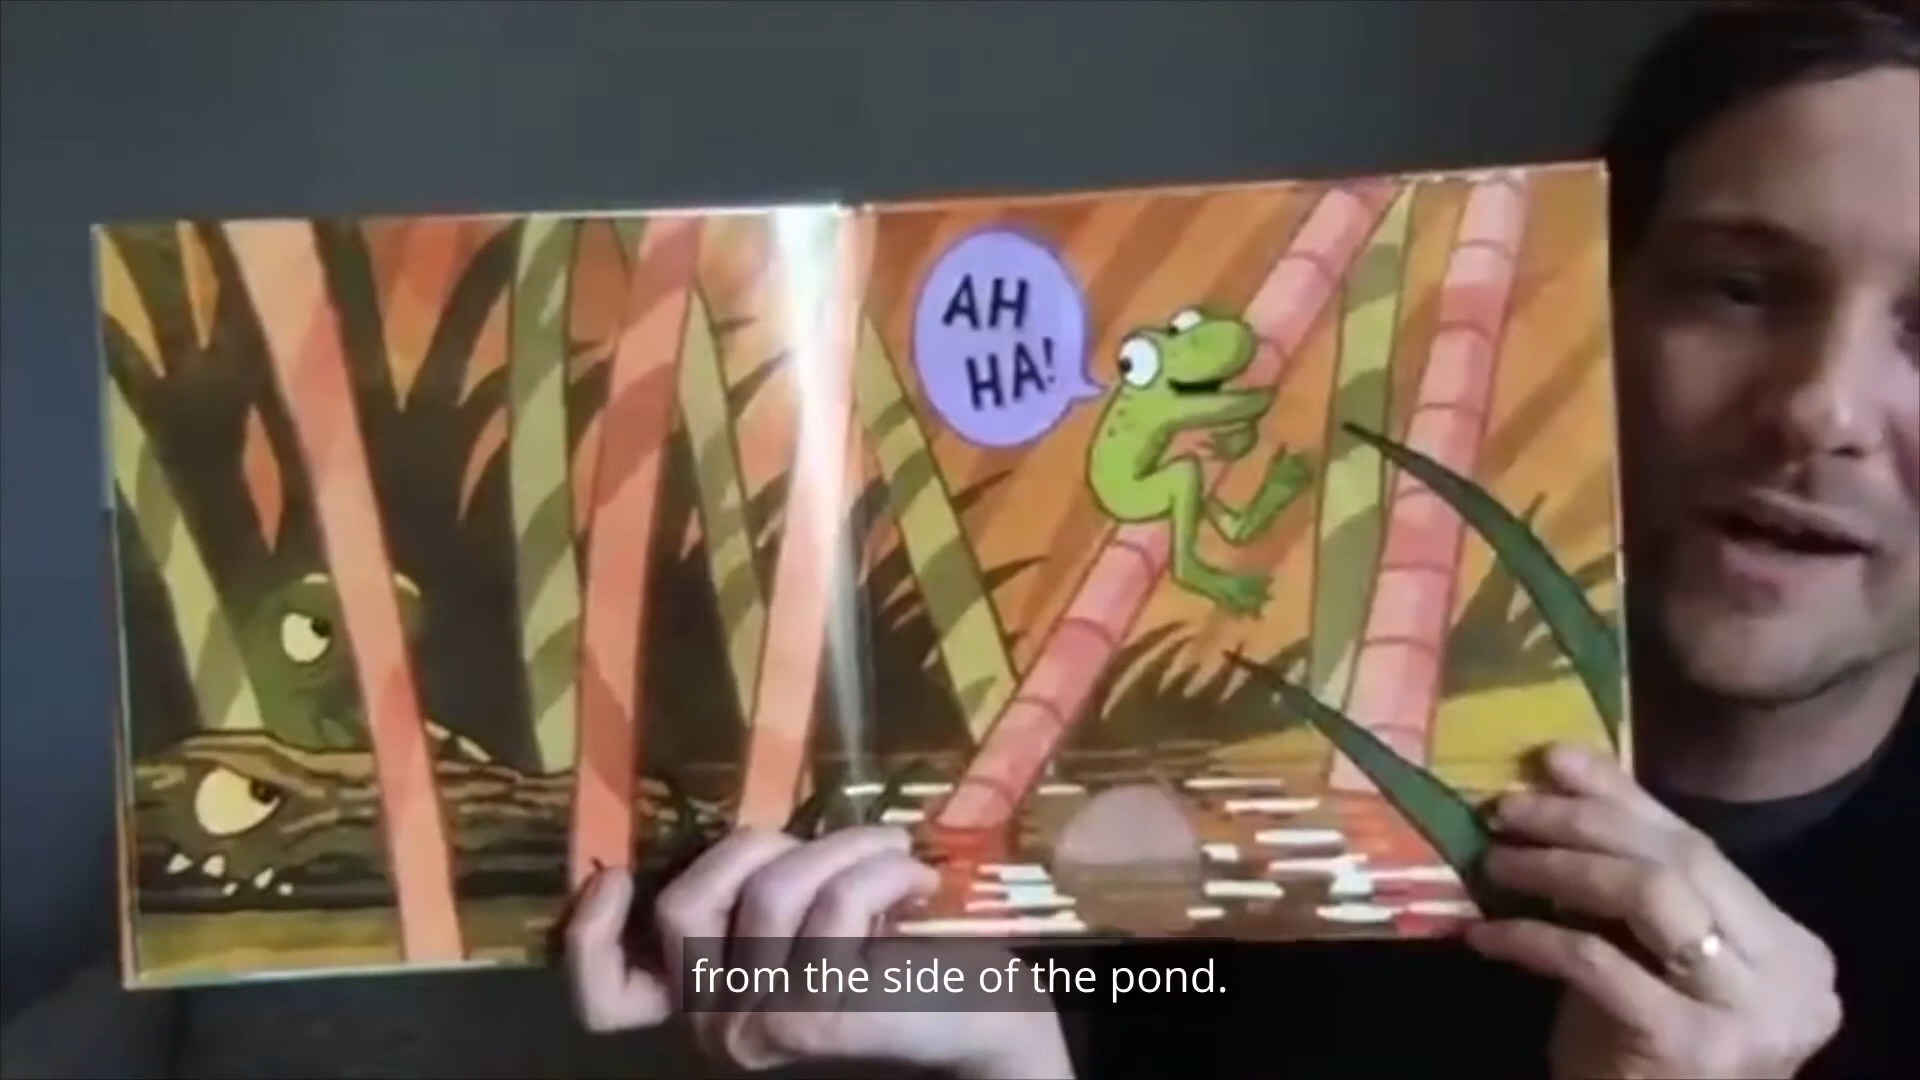 AH
HA!
from the side of the pond.